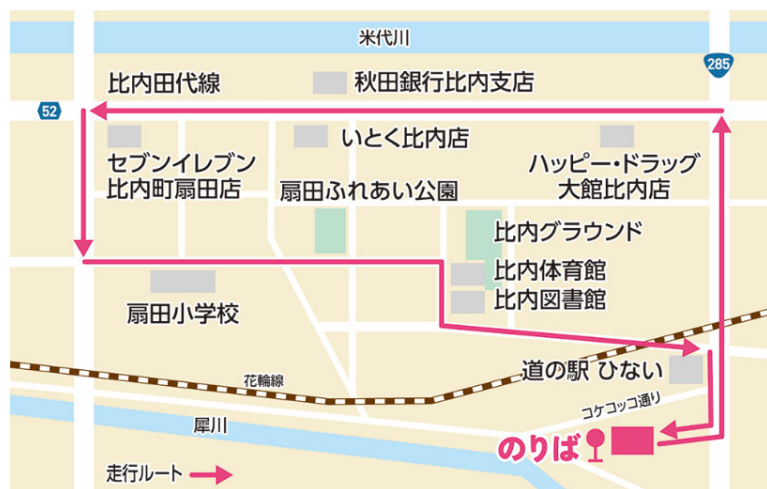 米代川
285
比内田代線
秋田銀行比内支店
52
セブンイレブン
比内町扇田店
いとく比内店
ハッピー・ドラッグ
大館比内店
扇田ふれあい公園
比内グラウンド
比内体育館
比内図書館
扇田小学校
道の駅 ひない
花輪線
コケコッコ通り
犀川
のりば
走行ルート